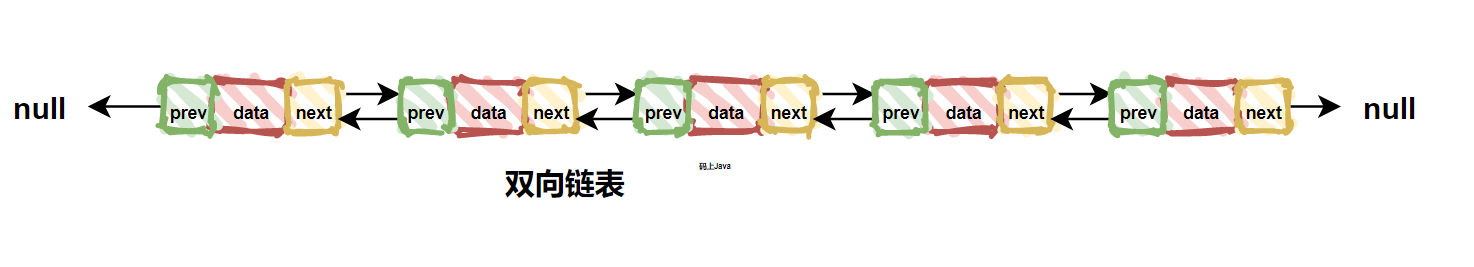 null prev data next prev data next prev data next prev data next prev data next null
码上Java
双向链表